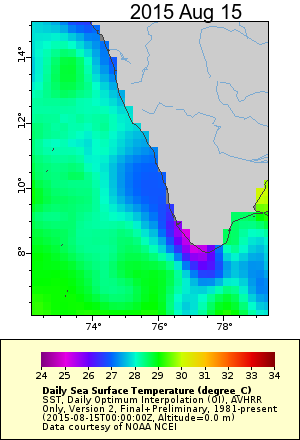 2015 Aug 15
14°
12°
10°
8°
74° 76° 78°
24 25 26 27 28 29 30 31 32 33 34
Daily Sea Surface Temperature (degree_C)
SST, Daily Optimum Interpolation (OI), AVHRR
Only, Version 2, Final+Preliminary, 1981-present
(2015-08-15T00:00:00Z, Altitude=0.0 m)
Data courtesy of NOAA NCEI